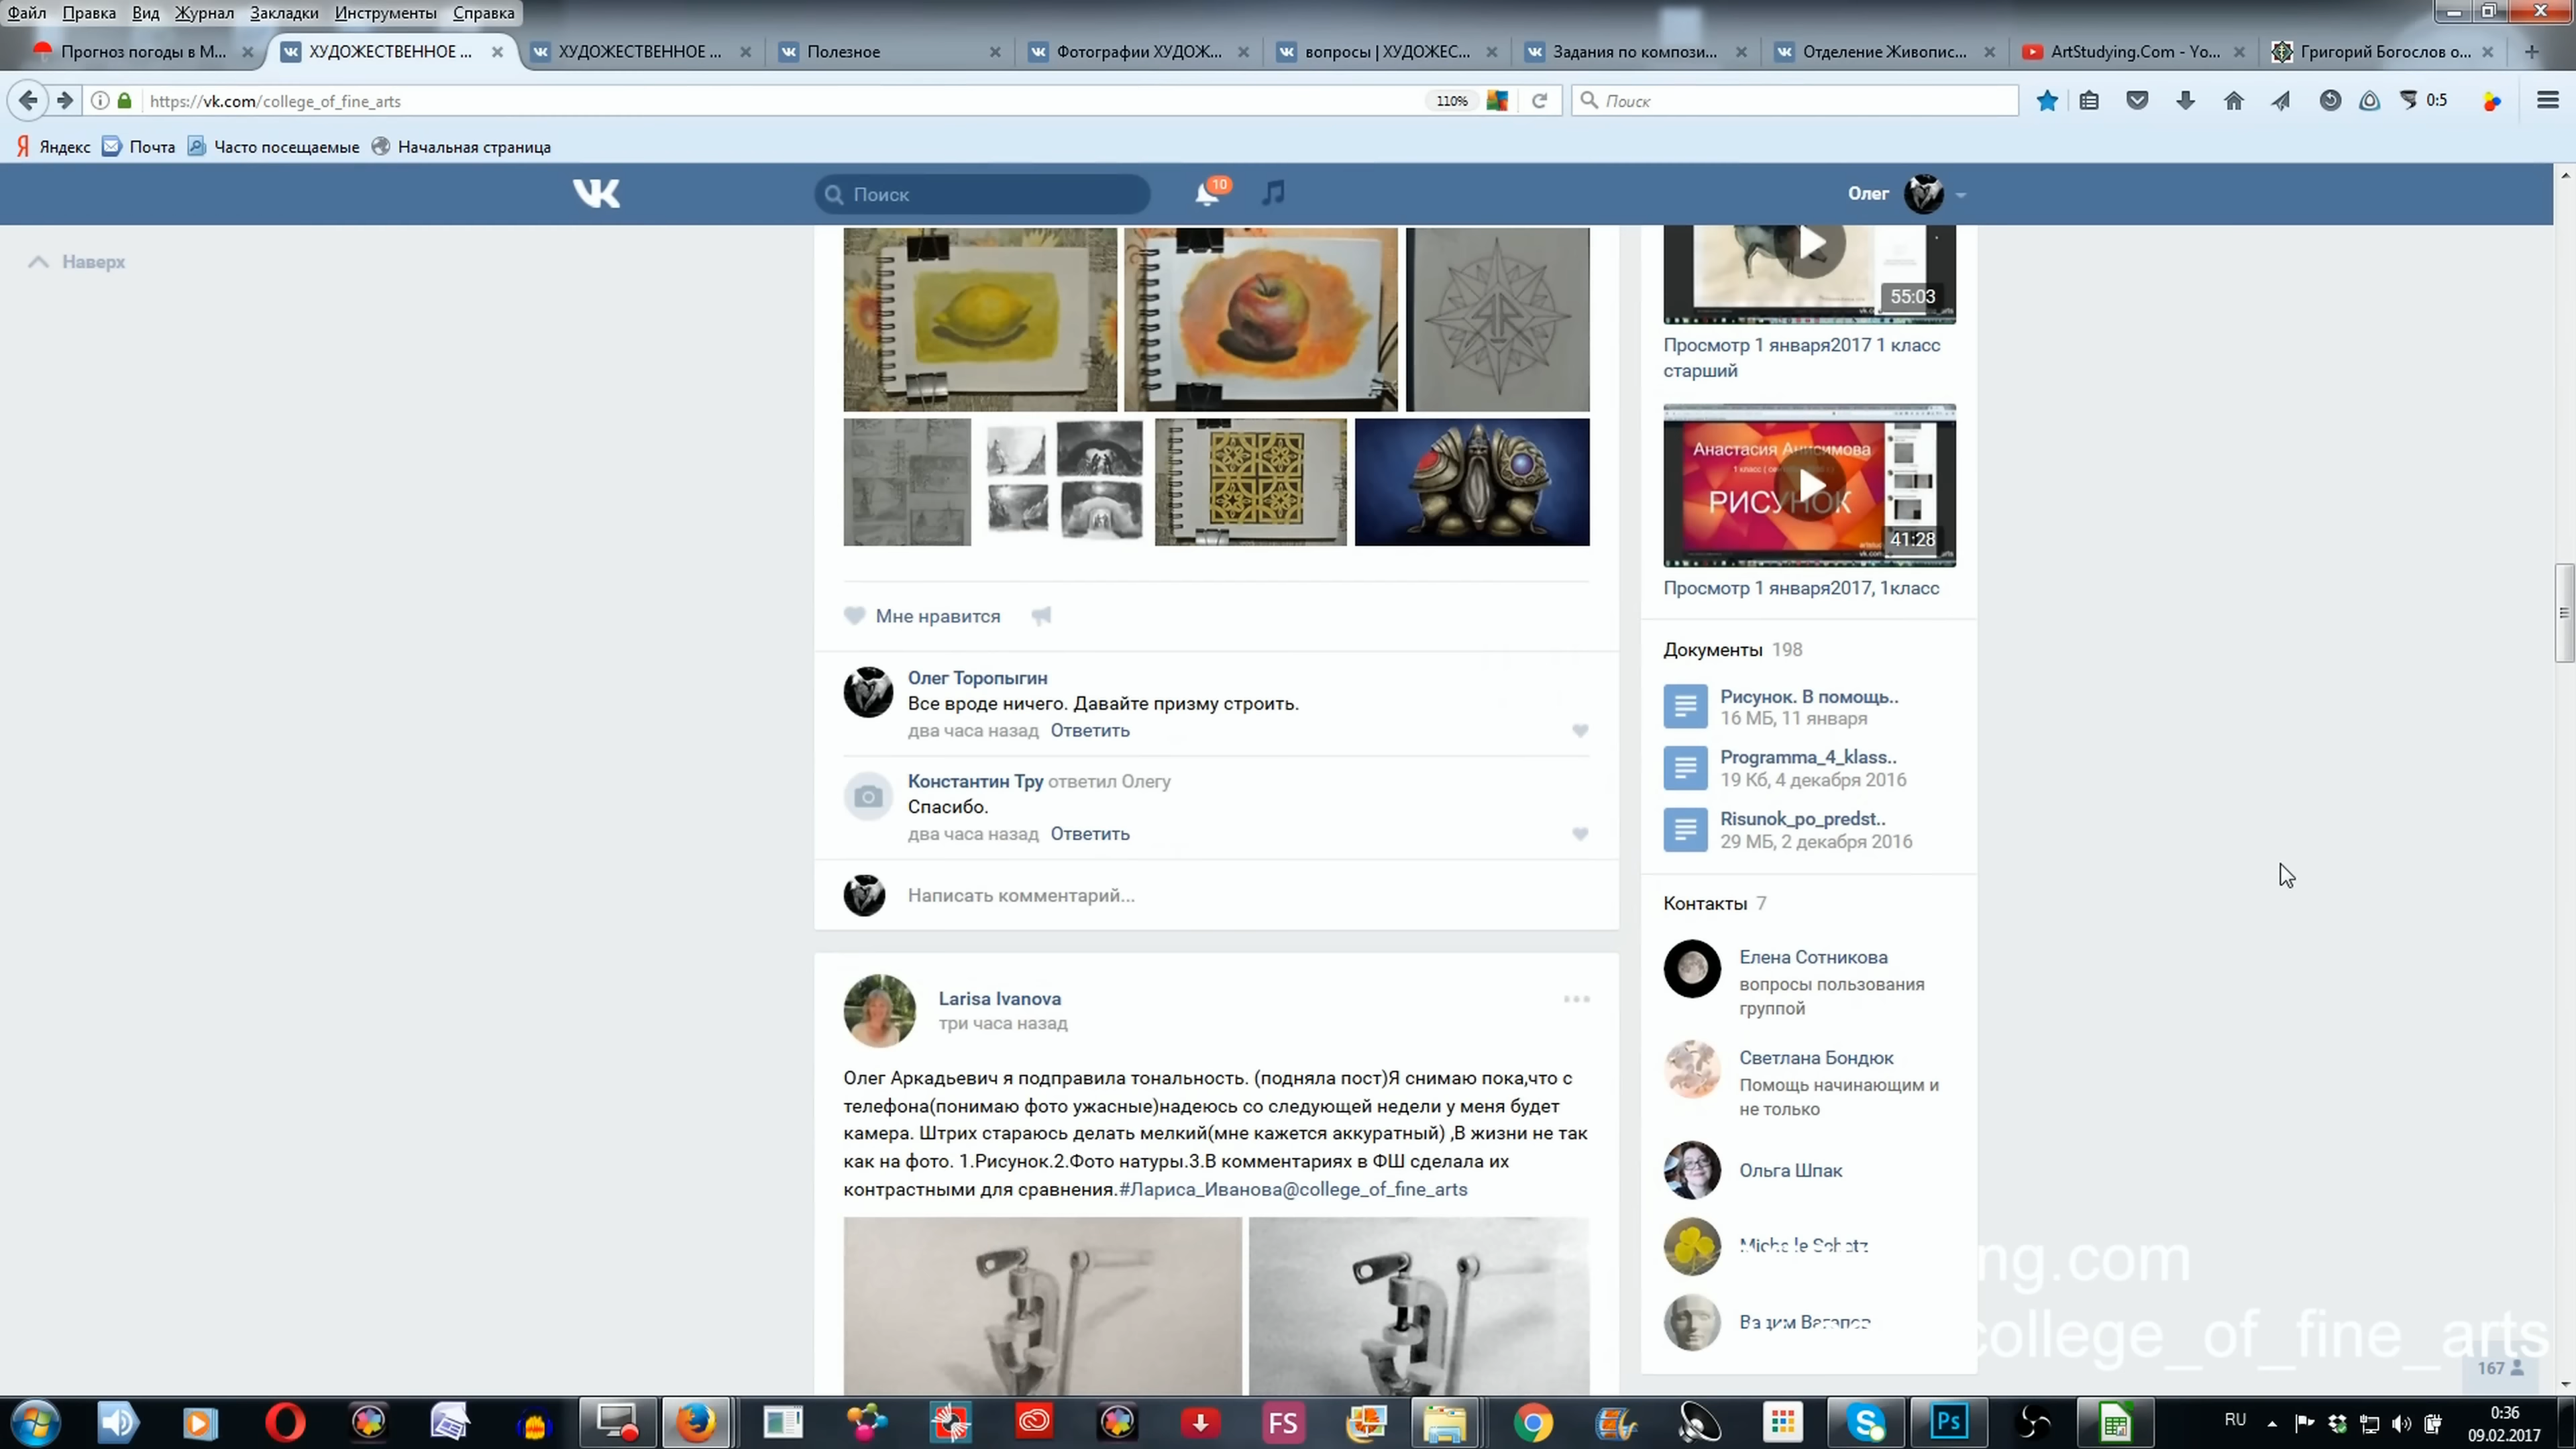 Файл Правка Вид Журнал Закладки Инструменты Справка
Прогноз погоды в М...
ХУДОЖЕСТВЕННОЕ ...
ХУДОЖЕСТВЕННОЕ ...
Полезное
Фотографии ХУДОЖ...
вопросы | ХУДОЖЕС...
Задания по компози...
Отделение Живопис...
ArtStudying.Com - Yo...
Григорий Богослов о...
https://vk.com/college_of_fine_arts
110%
Поиск
0:5
Яндекс Почта Часто посещаемые Начальная страница
Поиск
10
Олег
Наверх
55:03
Просмотр 1 января2017 1 класс
старший
Анастасия Анисимова
РИСУНОК
41:28
Просмотр 1 января2017, 1класс
Мне нравится
Олег Торопыгин
Все вроде ничего. Давайте призму строить.
два часа назад Ответить
Константин Тру ответил Олегу
Спасибо.
два часа назад Ответить
Написать комментарий...
Документы 198
Рисунок. В помощь..
16 МБ, 11 января
Programma_4_klass..
19 Кб, 4 декабря 2016
Risunok_po_predst..
29 МБ, 2 декабря 2016
Контакты 7
Елена Сотникова
вопросы пользования
группой
Светлана Бондюк
Помощь начинающим и
не только
Ольга Шпак
Larisa Ivanova
три часа назад
Олег Аркадьевич я подправила тональность. (подняла пост)Я снимаю пока,что с
телефона(понимаю фото ужасные)надеюсь со следующей недели у меня будет
камера. Штрих стараюсь делать мелкий(мне кажется аккуратный) ,В жизни не так
как на фото. 1.Рисунок.2.Фото натуры.3.В комментариях в ФШ сделала их
контрастными для сравнения.#Лариса_Иванова@college_of_fine_arts
ng.com
college_of_fine_arts
167
FS
Ps
RU
0:36
09.02.2017